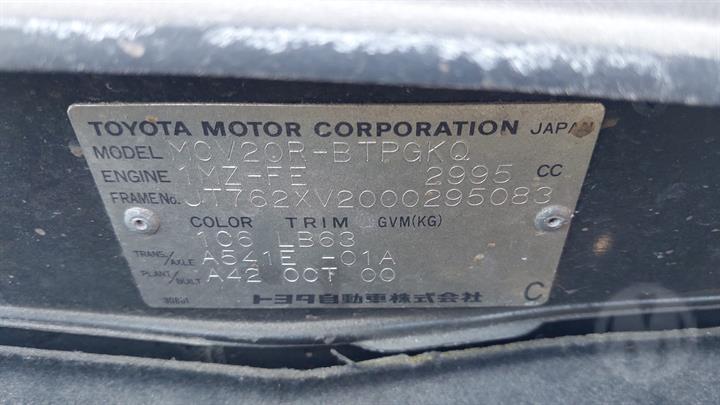 TOYOTA MOTOR CORPORATION JAPAN
MODEL MCV20R-BTPGKQ
ENGINE 1MZ-FE 2995 CC
FRAME No. JT762XV2000295083
COLOR TRIM GVM(KG)
1C6 LB63
TRANS/AXLE A541E -01A
PLANT/BUILT A42 OCT 00
トヨタ自動車株式会社 C